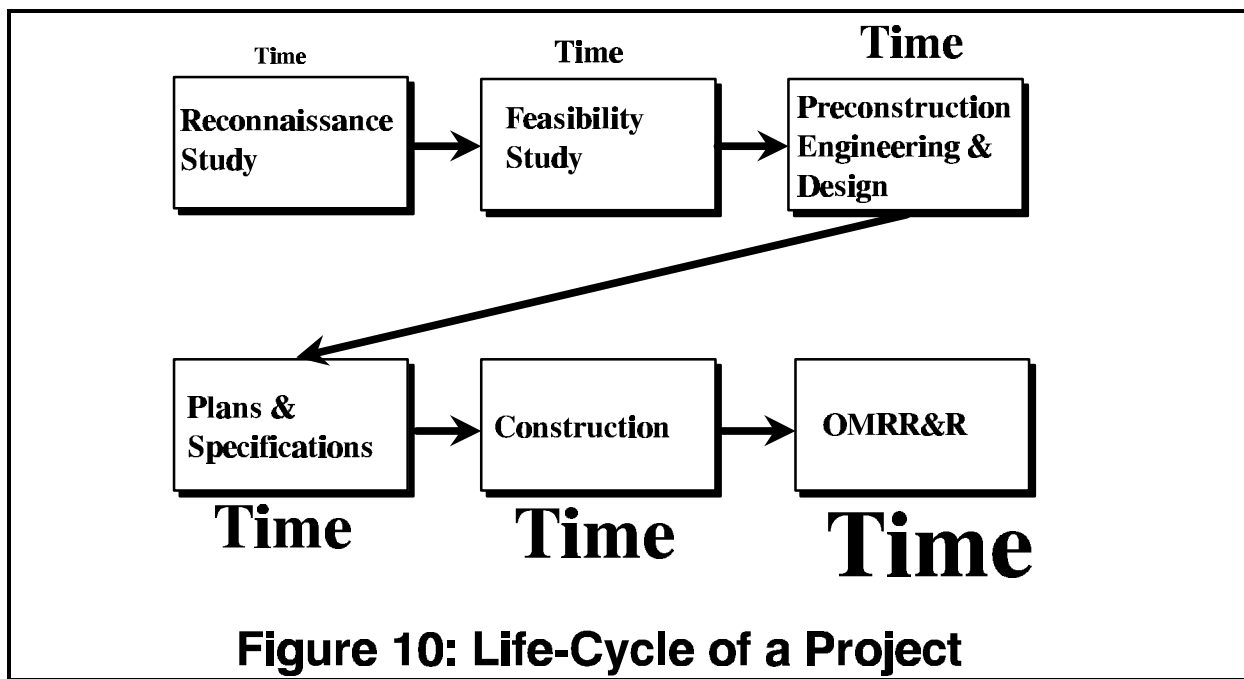 Time
Time
Time
Reconnaissance
Study
Feasibility
Study
Preconstruction
Engineering &
Design
Plans &
Specifications
Construction
OMRR&R
Time
Time
Time
Figure 10: Life-Cycle of a Project